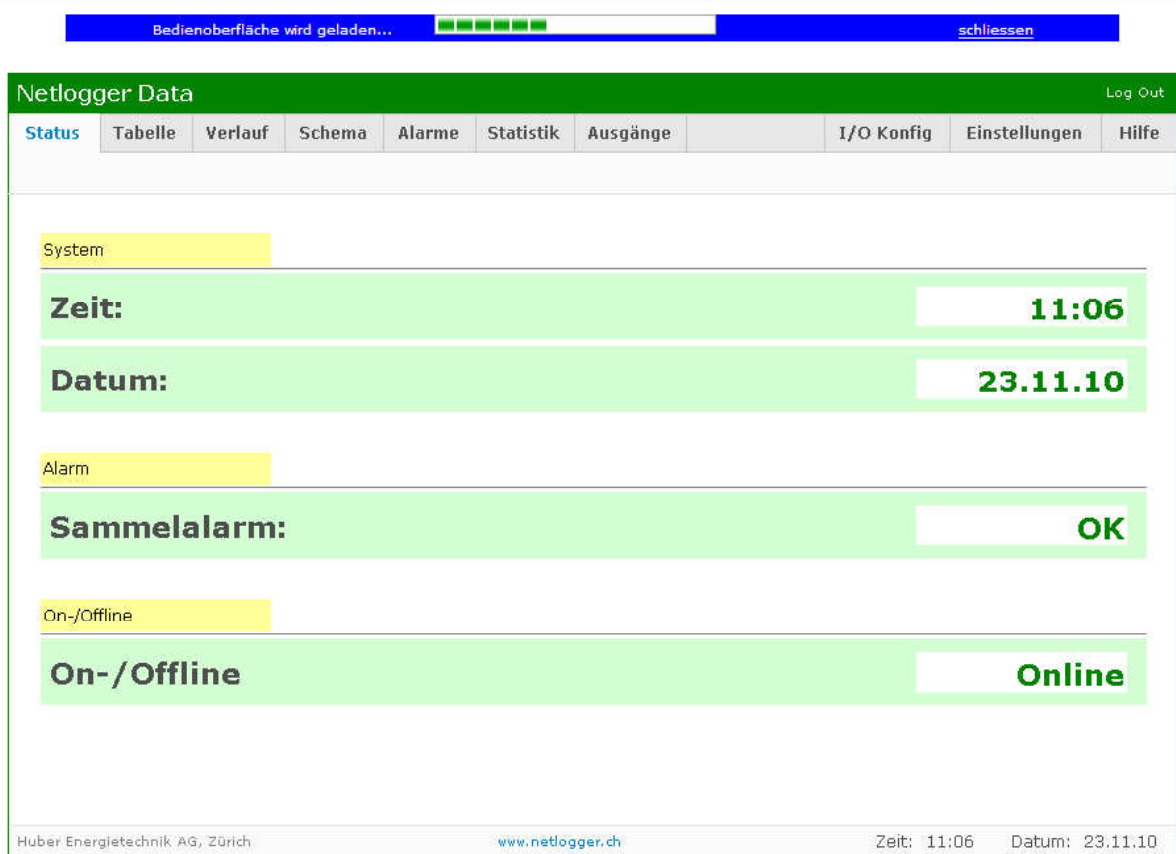 Bedienoberfläche wird geladen... schliessen
Netlogger Data Log Out
Status Tabelle Verlauf Schema Alarme Statistik Ausgänge I/O Konfig Einstellungen Hilfe
System
Zeit: 11:06
Datum: 23.11.10
Alarm
Sammelalarm: OK
On-/Offline
On-/Offline Online
Huber Energietechnik AG, Zürich www.netlogger.ch Zeit: 11:06 Datum: 23.11.10